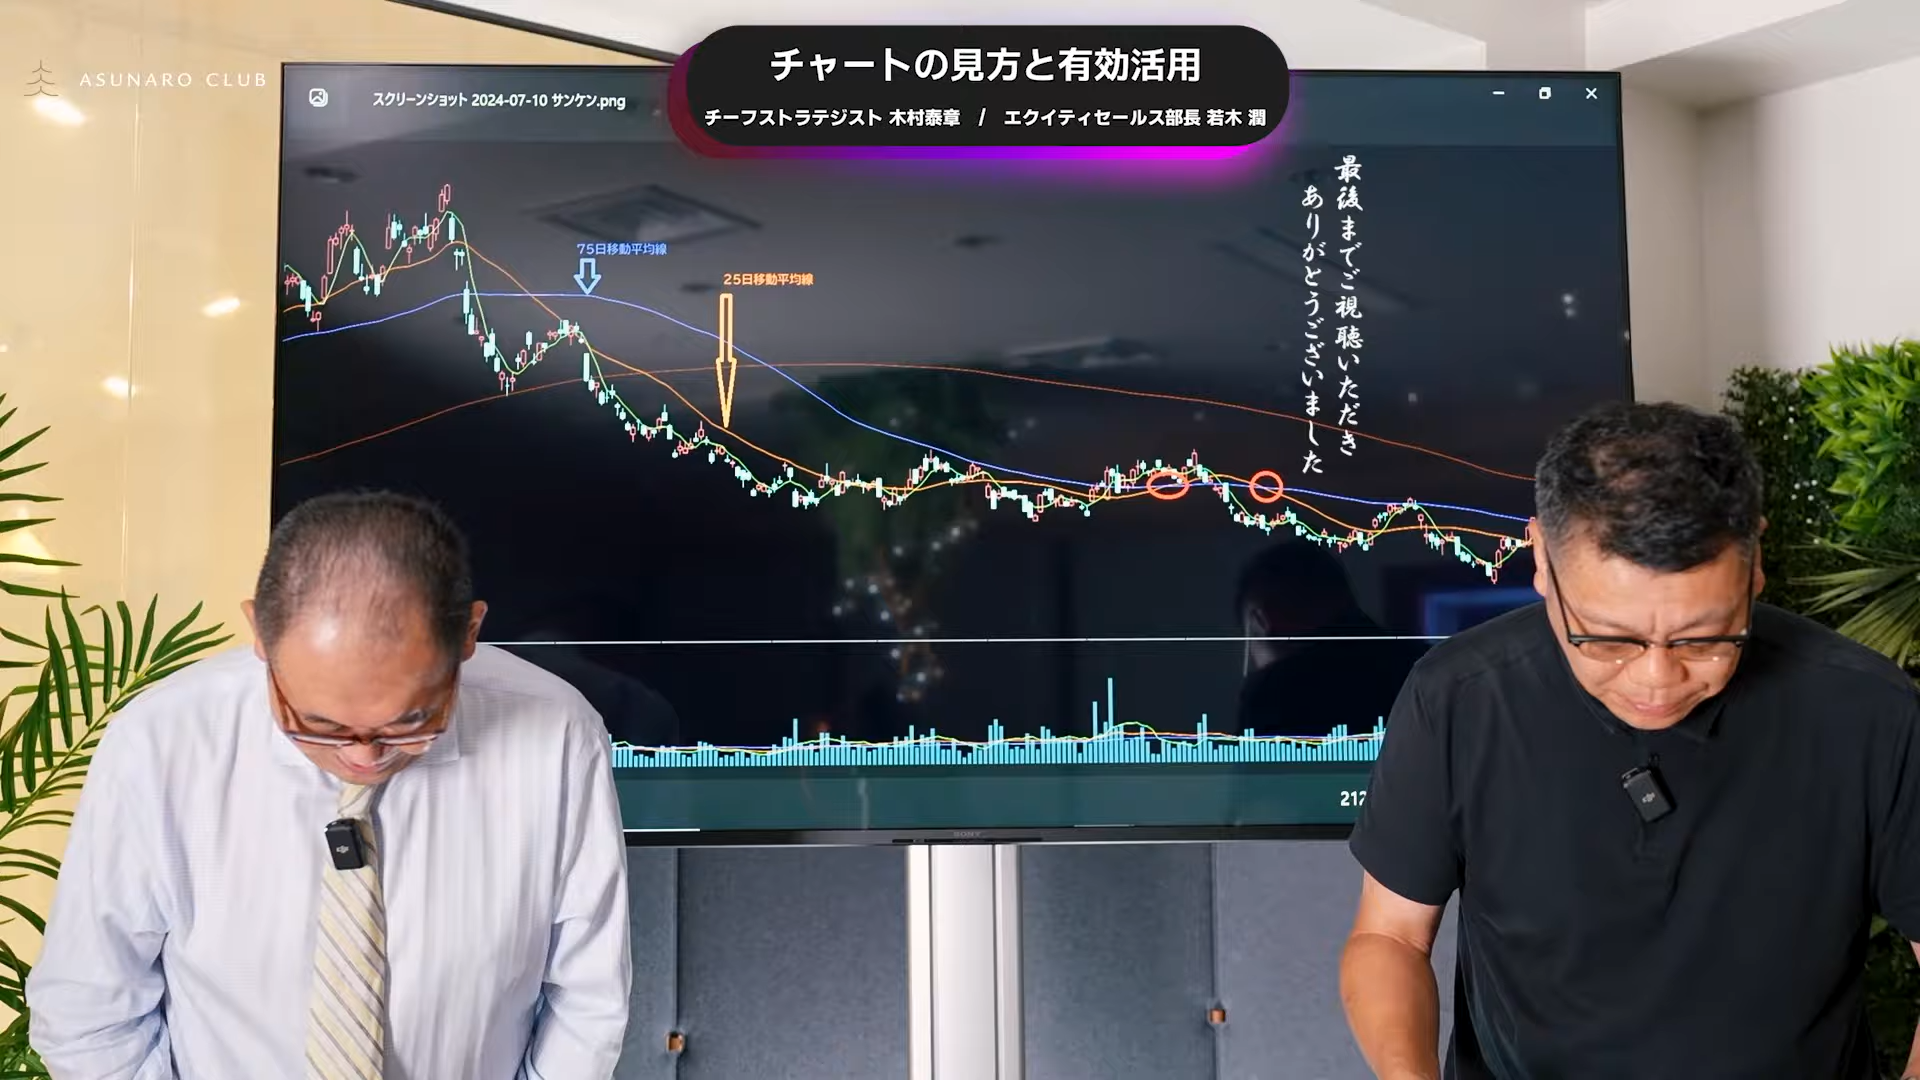 ASUNARO CLUB
チャートの見方と有効活用
チーフストラテジスト 木村泰章 / エクイティセールス部長 若木 潤
スクリーンショット 2024-07-10 サンケン.png
最後までご視聴いただき
ありがとうございました
75日移動平均線
25日移動平均線
212
SONY